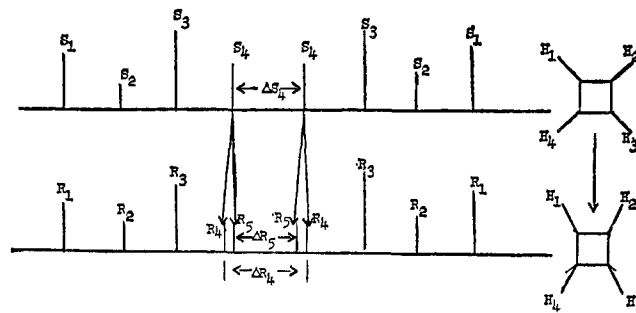 S1 S2 S3 S4 S4 S3 S2 S1
ΔS4
H1 H2
H4 H3
R1 R2 R3 R4 R5 R5 R4 R3 R2 R1
ΔR5
ΔR4
H1 H2
H4 H